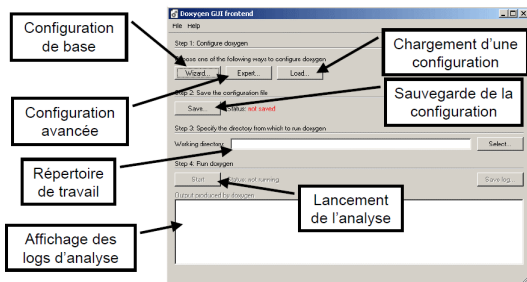 Doxygen GUI frontend
File Help
Step 1: Configure doxygen
Choose one of the following ways to configure doxygen
Wizard...
Expert...
Load...
Step 2: Save the configuration file
Save...
Status: not saved
Step 3: Specify the directory from which to run doxygen
Working directory:
Select...
Step 4: Run doxygen
Start
Status: not running
Save log...
Output produced by doxygen
Configuration
de base
Configuration
avancée
Répertoire
de travail
Affichage des
logs d'analyse
Chargement d'une
configuration
Sauvegarde de la
configuration
Lancement
de l'analyse